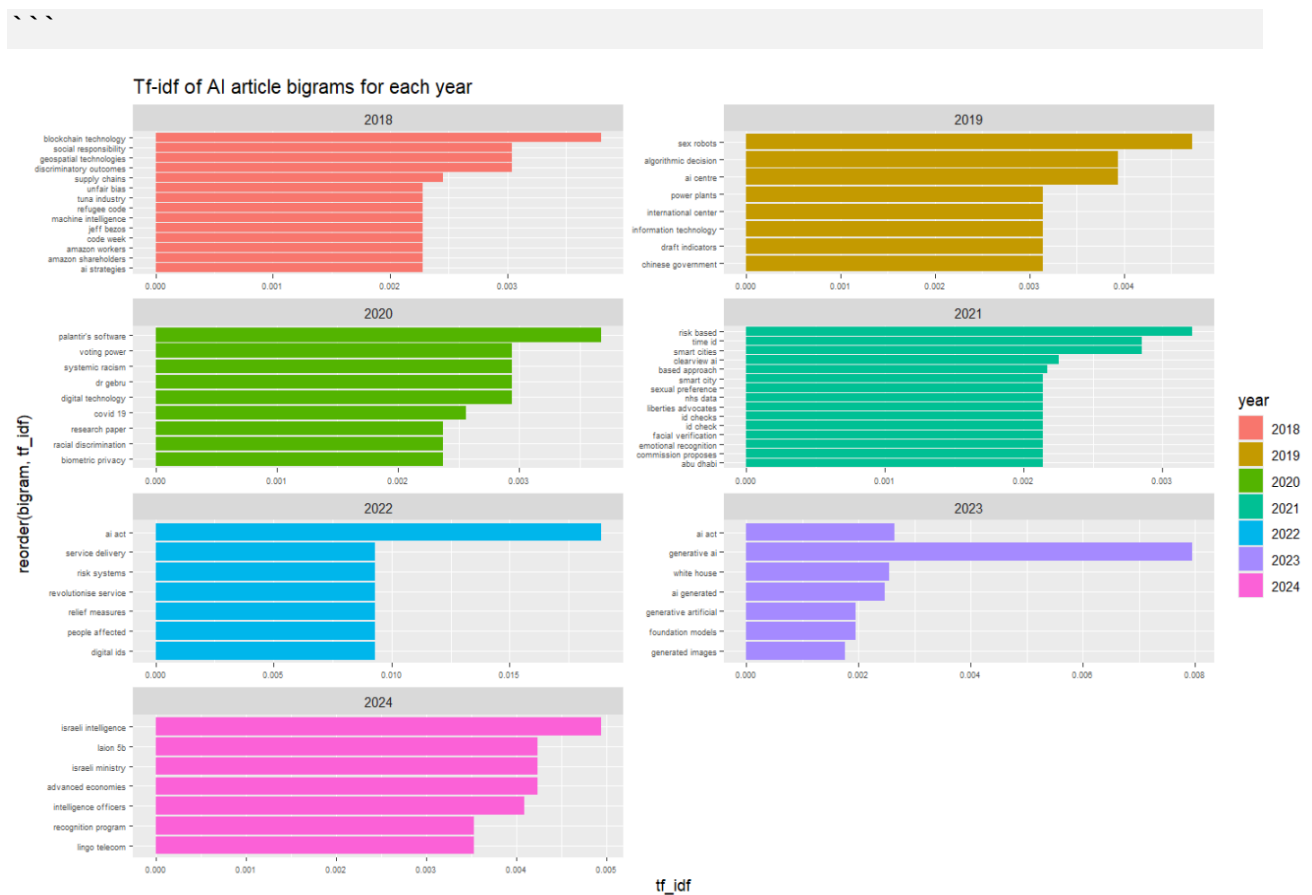 ```
Tf-idf of AI article bigrams for each year
2018
blockchain technology
social responsibility
geospatial technologies
discriminatory outcomes
supply chains
unfair bias
tuna industry
refugee code
machine intelligence
jeff bezos
code week
amazon workers
amazon shareholders
ai strategies
0.000 0.001 0.002 0.003
2019
sex robots
algorithmic decision
ai centre
power plants
international center
information technology
draft indicators
chinese government
0.000 0.001 0.002 0.003 0.004
2020
palantir's software
voting power
systemic racism
dr gebru
digital technology
covid 19
research paper
racial discrimination
biometric privacy
0.000 0.001 0.002 0.003
2021
risk based
time id
smart cities
clearview ai
based approach
smart city
sexual preference
nhs data
liberties advocates
id checks
id check
facial verification
emotional recognition
commission proposes
abu dhabi
0.000 0.001 0.002 0.003
2022
ai act
service delivery
risk systems
revolutionise service
relief measures
people affected
digital ids
0.000 0.005 0.010 0.015
2023
ai act
generative ai
white house
ai generated
generative artificial
foundation models
generated images
0.000 0.002 0.004 0.006 0.008
2024
israeli intelligence
laion 5b
israeli ministry
advanced economies
intelligence officers
recognition program
lingo telecom
0.000 0.001 0.002 0.003 0.004 0.005
reorder(bigram, tf_idf)
tf_idf
year
2018
2019
2020
2021
2022
2023
2024